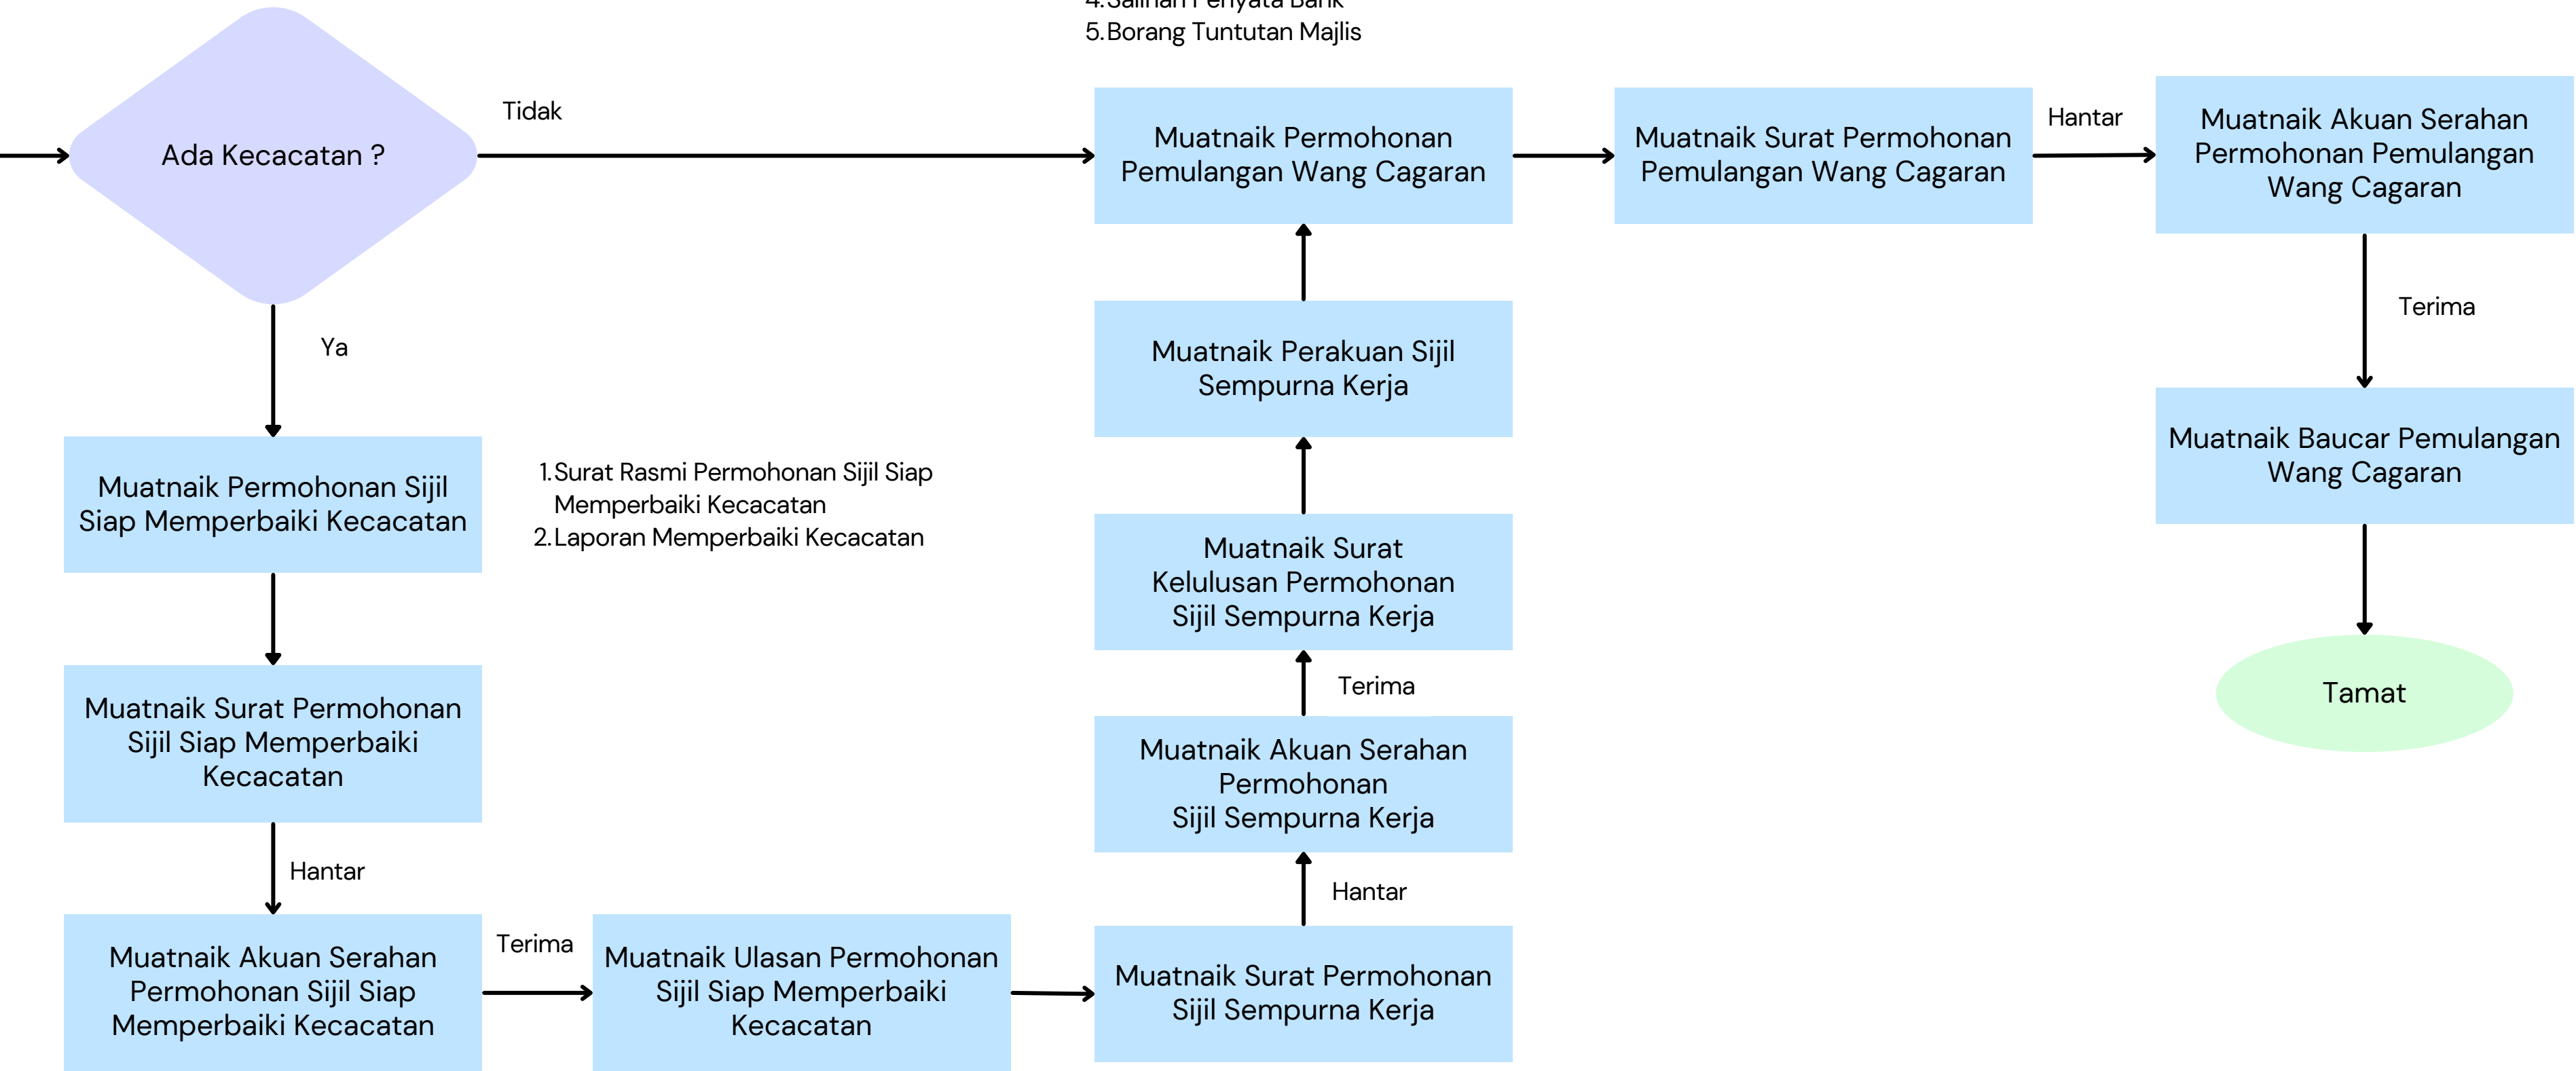 4. Salinan Penyata Bank
5. Borang Tuntutan Majlis
Ada Kecacatan ?
Tidak
Muatnaik Permohonan
Pemulangan Wang Cagaran
Muatnaik Surat Permohonan
Pemulangan Wang Cagaran
Hantar
Muatnaik Akuan Serahan
Permohonan Pemulangan
Wang Cagaran
Ya
Terima
Muatnaik Perakuan Sijil
Sempurna Kerja
Muatnaik Baucar Pemulangan
Wang Cagaran
Muatnaik Permohonan Sijil
Siap Memperbaiki Kecacatan
1. Surat Rasmi Permohonan Sijil Siap
Memperbaiki Kecacatan
2. Laporan Memperbaiki Kecacatan
Muatnaik Surat
Kelulusan Permohonan
Sijil Sempurna Kerja
Terima
Tamat
Muatnaik Surat Permohonan
Sijil Siap Memperbaiki
Kecacatan
Muatnaik Akuan Serahan
Permohonan
Sijil Sempurna Kerja
Hantar
Hantar
Muatnaik Akuan Serahan
Permohonan Sijil Siap
Memperbaiki Kecacatan
Terima
Muatnaik Ulasan Permohonan
Sijil Siap Memperbaiki
Kecacatan
Muatnaik Surat Permohonan
Sijil Sempurna Kerja